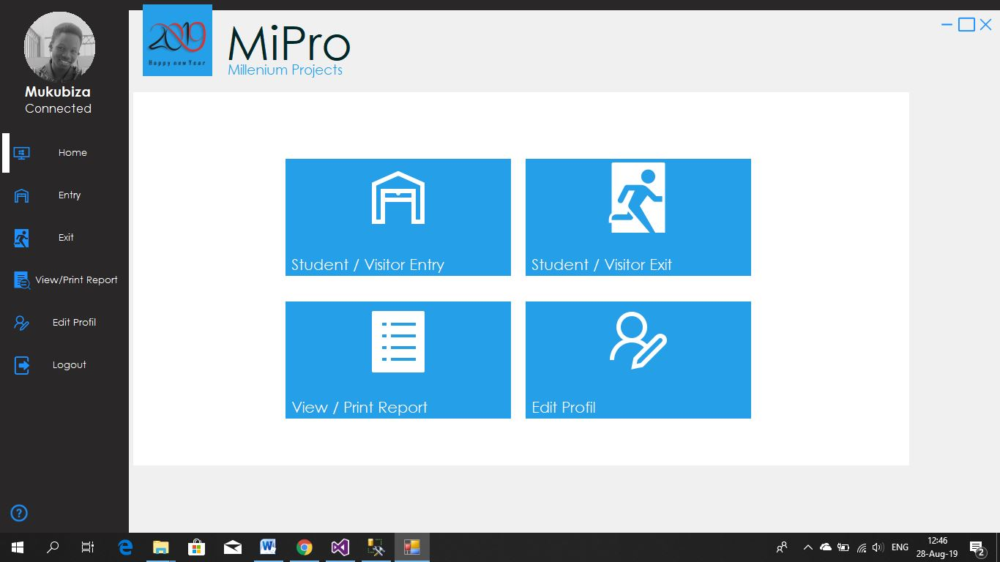 Mukubiza
Connected
Home
Entry
Exit
View/Print Report
Edit Profil
Logout
2019
Happy new Year
MiPro
Millenium Projects
Student / Visitor Entry
Student / Visitor Exit
View / Print Report
Edit Profil
?
W
ENG
12:46
28-Aug-19
2